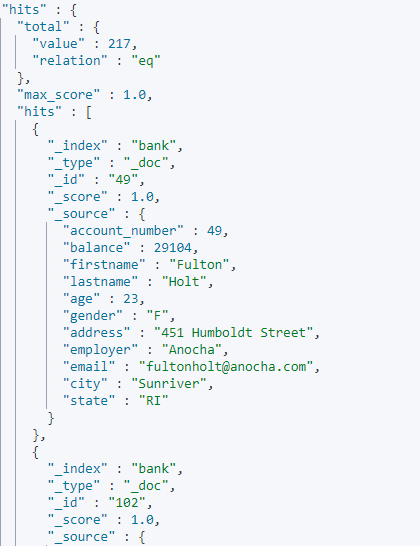 "hits" : {
"total" : {
"value" : 217,
"relation" : "eq"
},
"max_score" : 1.0,
"hits" : [
{
"_index" : "bank",
"_type" : "_doc",
"_id" : "49",
"_score" : 1.0,
"_source" : {
"account_number" : 49,
"balance" : 29104,
"firstname" : "Fulton",
"lastname" : "Holt",
"age" : 23,
"gender" : "F",
"address" : "451 Humboldt Street",
"employer" : "Anocha",
"email" : "fultonholt@anocha.com",
"city" : "Sunriver",
"state" : "RI"
}
},
{
"_index" : "bank",
"_type" : "_doc",
"_id" : "102",
"_score" : 1.0,
"_source" : {